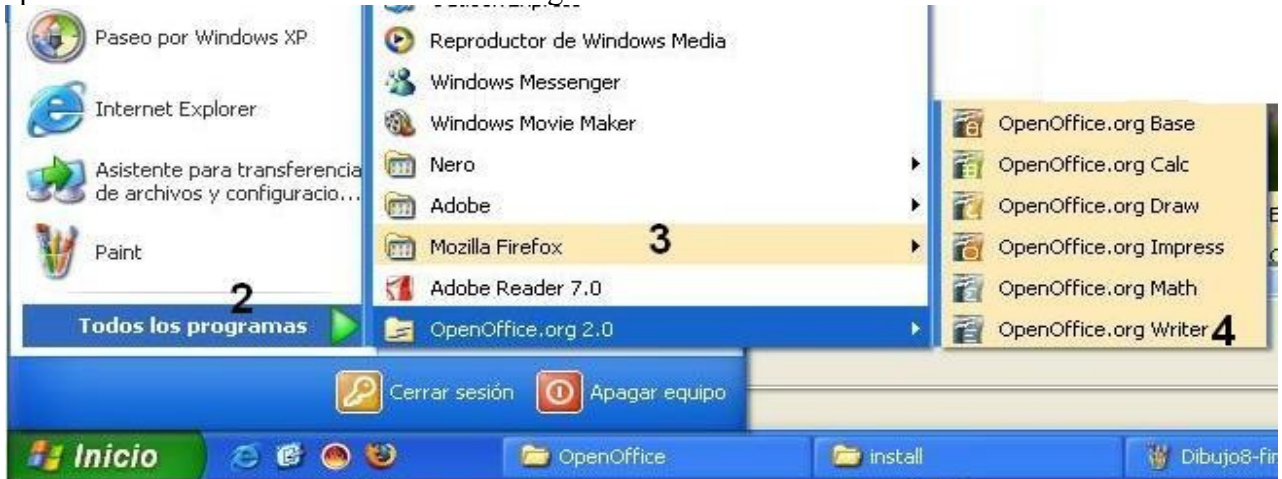 Paseo por Windows XP
Internet Explorer
Asistente para transferencia
de archivos y configuracio...
Paint
2
Todos los programas
Reproductor de Windows Media
Windows Messenger
Windows Movie Maker
Nero
Adobe
Mozilla Firefox 3
Adobe Reader 7.0
OpenOffice.org 2.0
OpenOffice.org Base
OpenOffice.org Calc
OpenOffice.org Draw
OpenOffice.org Impress
OpenOffice.org Math
OpenOffice.org Writer 4
Cerrar sesión Apagar equipo
Inicio OpenOffice install Dibujo8-fir